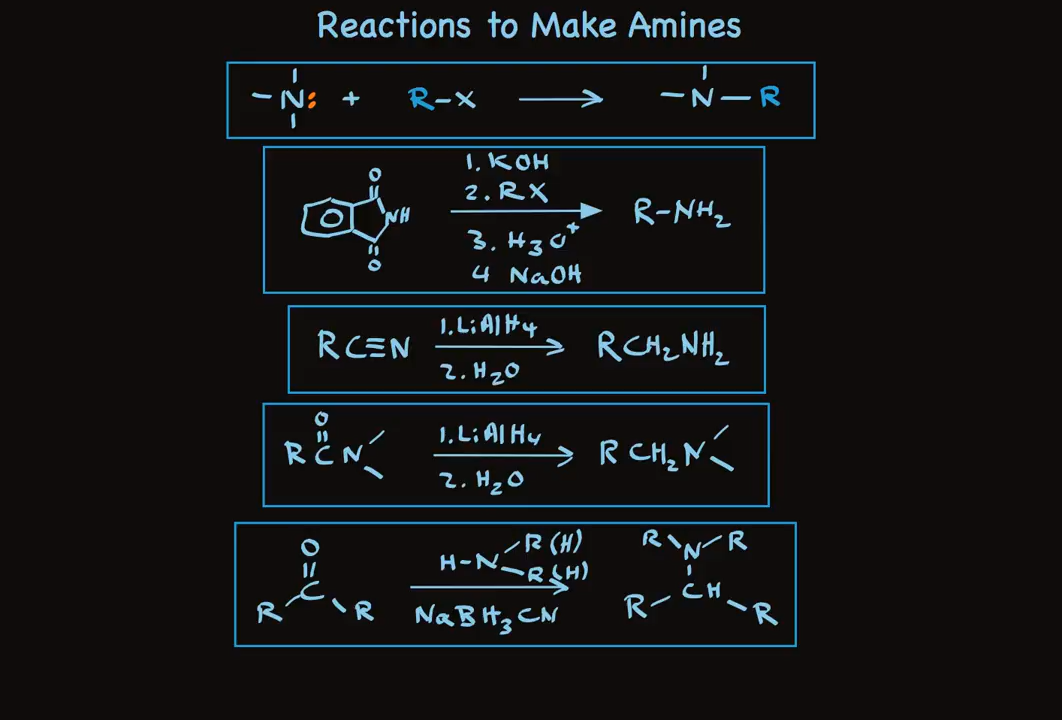 Reactions to Make Amines
N: + R-X → N-R
1. KOH
2. RX
O
NH
O
R-NH₂
3. H₃O⁺
4 NaOH
RC≡N
1. LiAlH₄
2. H₂O
RCH₂NH₂
O
RCN
1. LiAlH₄
2. H₂O
RCH₂N
O
C
R R
H-N
R (H)
R (H)
NaBH₃CN
R N R
CH
R R